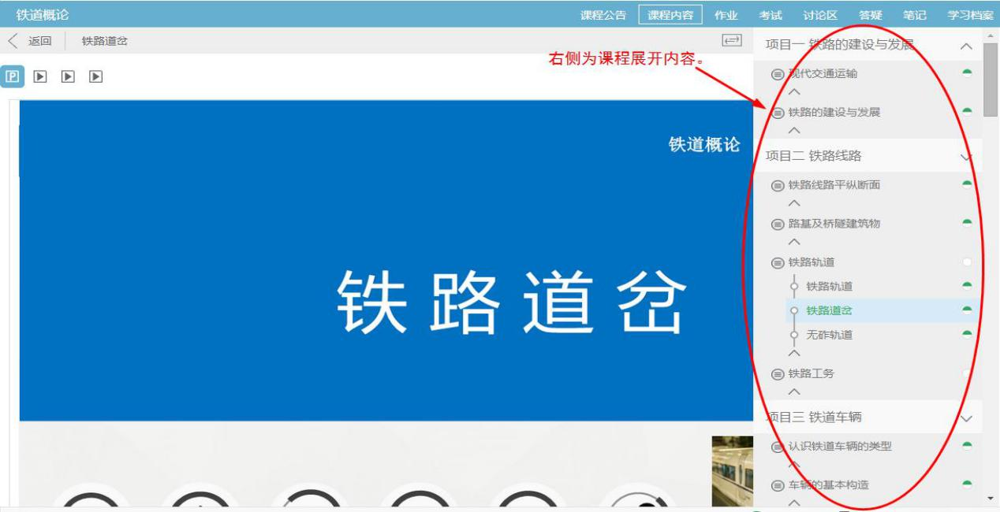 铁道概论 课程公告 课程内容 作业 考试 讨论区 答疑 笔记 学习档案
返回 铁路道岔
右侧为课程展开内容。
P
铁道概论
铁路道岔
项目一 铁路的建设与发展
现代交通运输
铁路的建设与发展
项目二 铁路线路
铁路线路平纵断面
路基及桥隧建筑物
铁路轨道
铁路轨道
铁路道岔
无砟轨道
铁路工务
项目三 铁道车辆
认识铁道车辆的类型
车辆的基本构造